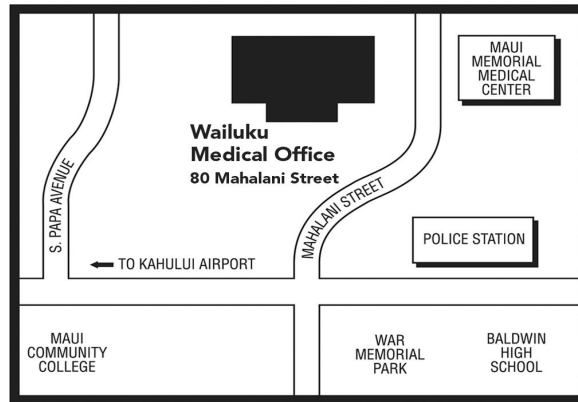 MAUI
MEMORIAL
MEDICAL
CENTER
Wailuku
Medical Office
80 Mahalani Street
S. PAPA AVENUE
MAHALANI STREET
POLICE STATION
TO KAHULUI AIRPORT
MAUI
COMMUNITY
COLLEGE
WAR
MEMORIAL
PARK
BALDWIN
HIGH
SCHOOL